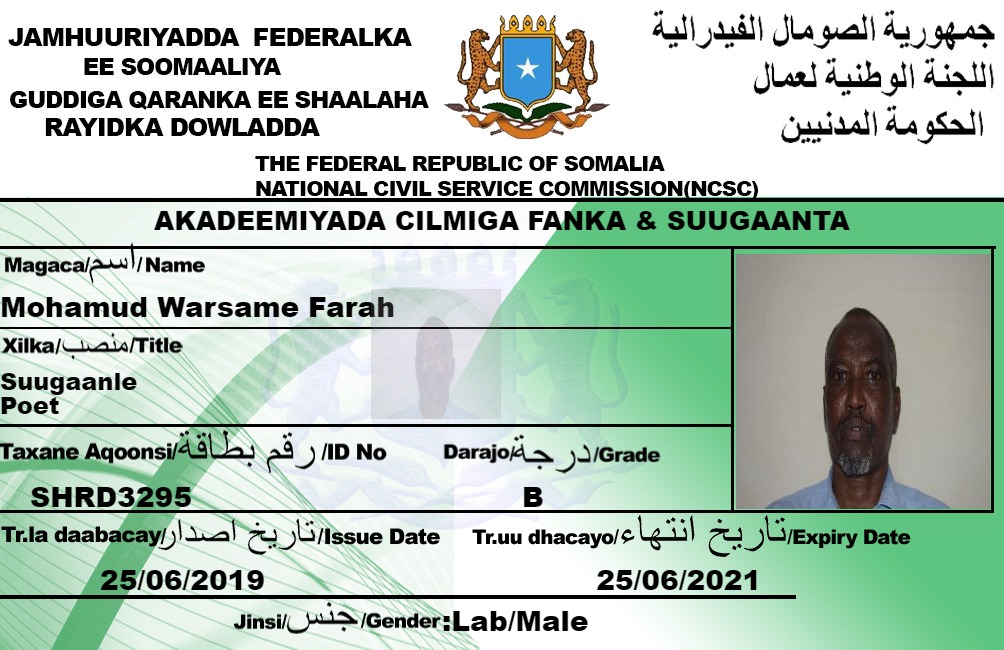 JAMHUURIYADDA FEDERALKA
EE SOOMAALIYA
GUDDIGA QARANKA EE SHAALAHA
RAYIDKA DOWLADDA
جمهورية الصومال الفيدرالية
اللجنة الوطنية لعمال
الحكومة المدنيين
THE FEDERAL REPUBLIC OF SOMALIA
NATIONAL CIVIL SERVICE COMMISSION(NCSC)
AKADEEMIYADA CILMIGA FANKA & SUUGAANTA
Magaca/اسم/Name
Mohamud Warsame Farah
Xilka/منصب/Title
Suugaanle
Poet
Taxane Aqoonsi/رقم بطاقة/ID No Darajo/درجة/Grade
SHRD3295 B
Tr.la daabacay/تاريخ اصدار/Issue Date Tr.uu dhacayo/تاريخ انتهاء/Expiry Date
25/06/2019 25/06/2021
Jinsi/جنس/Gender:Lab/Male